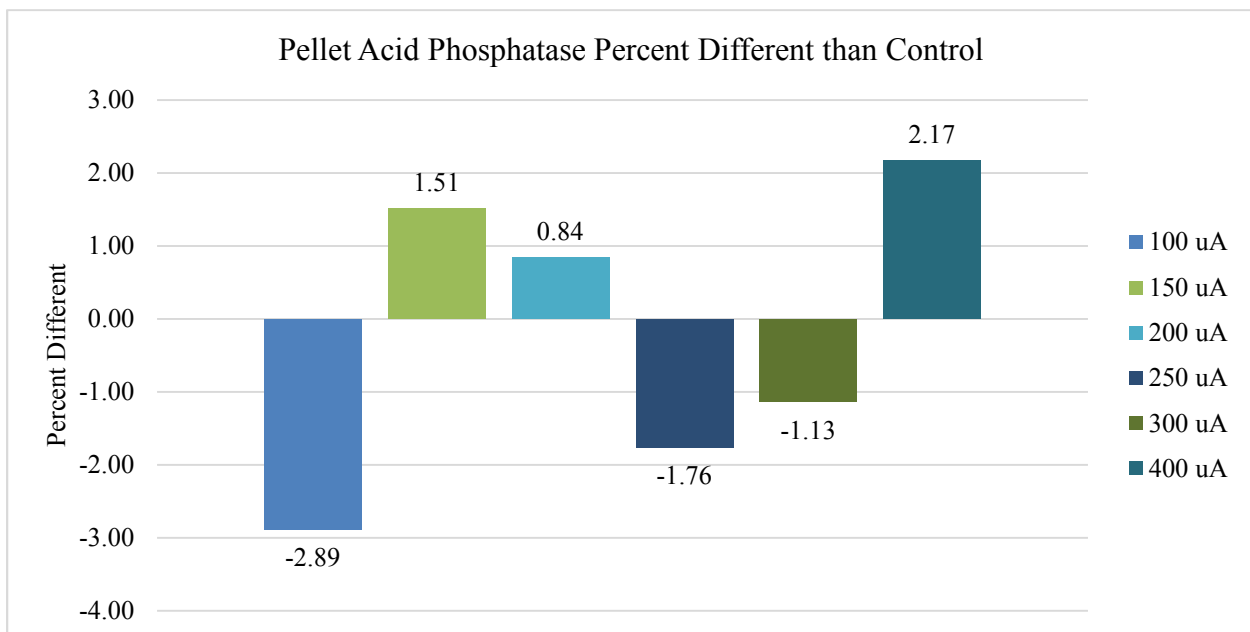 Pellet Acid Phosphatase Percent Different than Control
3.00
2.00
1.00
0.00
-1.00
-2.00
-3.00
-4.00
Percent Different
-2.89
1.51
0.84
-1.76
-1.13
2.17
100 uA
150 uA
200 uA
250 uA
300 uA
400 uA